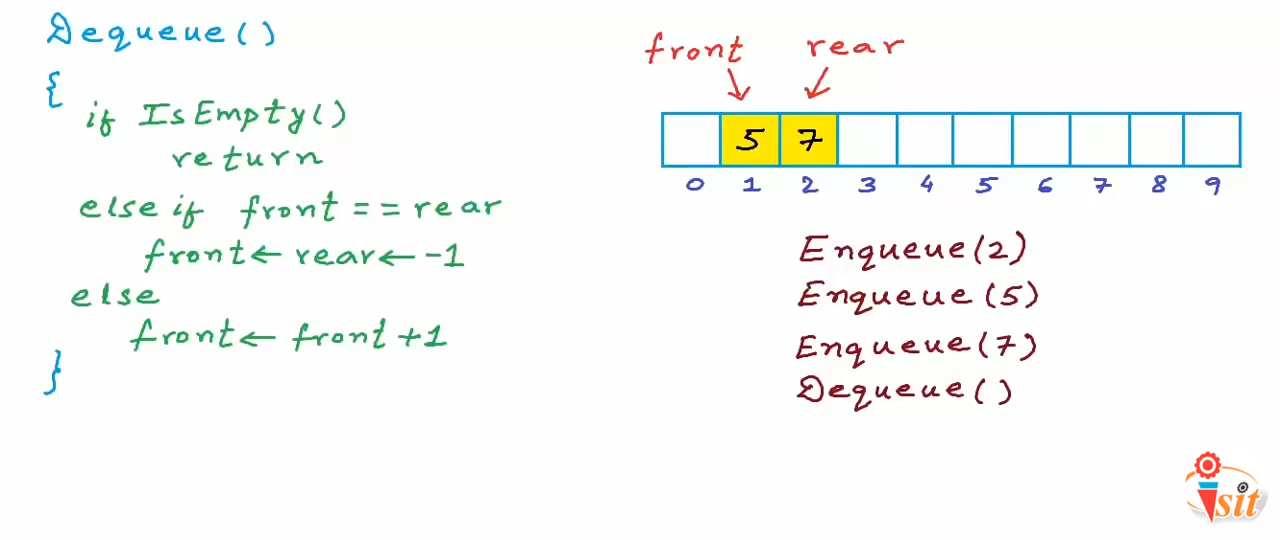 Dequeue()
{
if IsEmpty()
return
else if front == rear
front ← rear ← -1
else
front ← front +1
}
front rear
5 7
0 1 2 3 4 5 6 7 8 9
Enqueue(2)
Enqueue(5)
Enqueue(7)
Dequeue()
sit